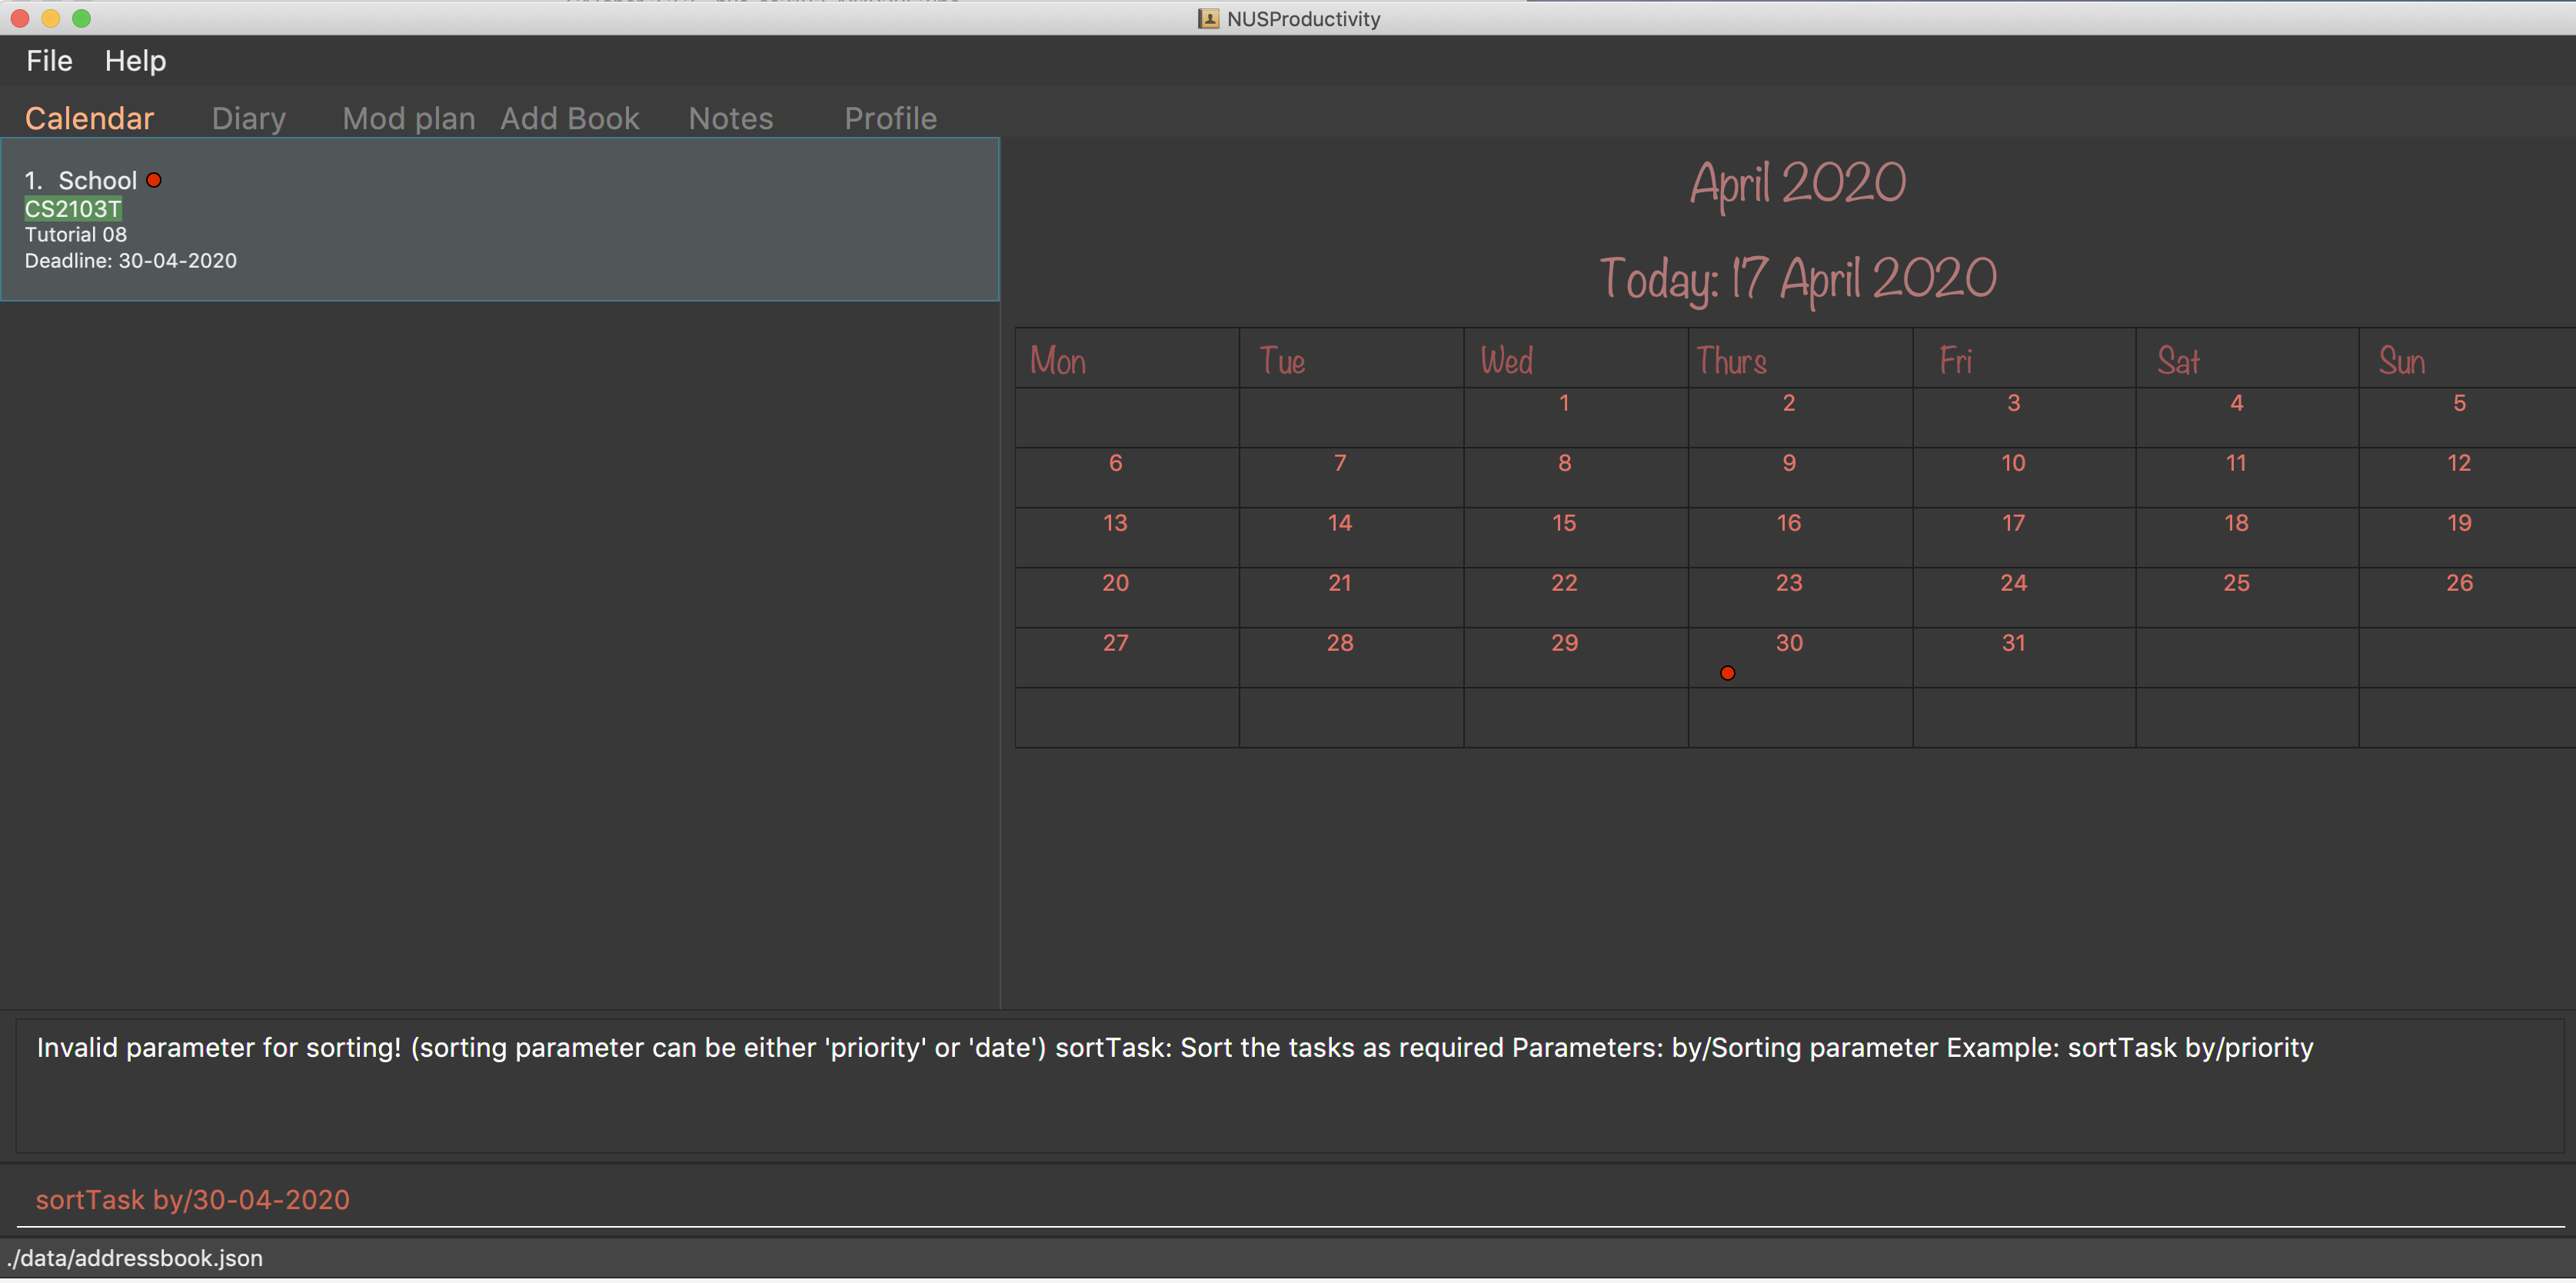 NUSProductivity
File Help
Calendar Diary Mod plan Add Book Notes Profile
1. School
CS2103T
Tutorial 08
Deadline: 30-04-2020
April 2020
Today: 17 April 2020
Mon Tue Wed Thurs Fri Sat Sun
1 2 3 4 5
6 7 8 9 10 11 12
13 14 15 16 17 18 19
20 21 22 23 24 25 26
27 28 29 30 31
Invalid parameter for sorting! (sorting parameter can be either 'priority' or 'date') sortTask: Sort the tasks as required Parameters: by/Sorting parameter Example: sortTask by/priority
sortTask by/30-04-2020
./data/addressbook.json